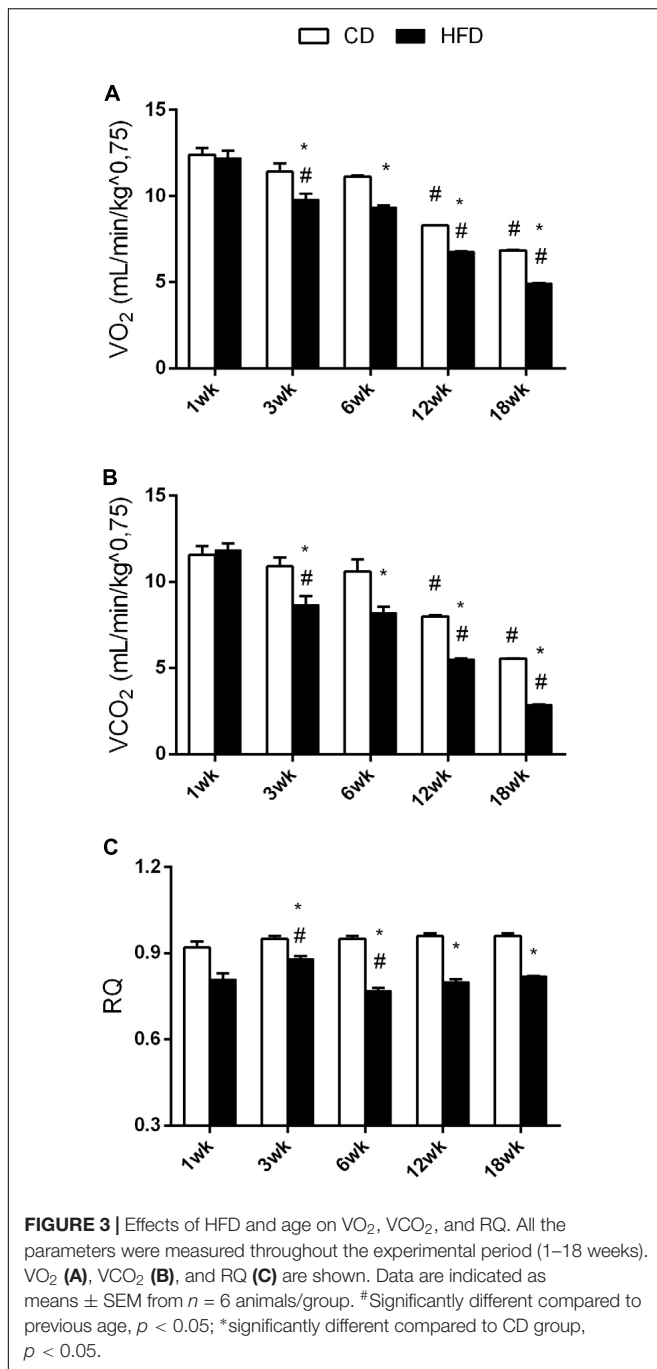 CD HFD
A
15
10
5
0
VO₂ (mL/min/kg^0,75)
* # * # * # * #
1wk 3wk 6wk 12wk 18wk
B
15
10
5
0
VCO₂ (mL/min/kg^0,75)
* # * # * # * #
1wk 3wk 6wk 12wk 18wk
C
1.2
0.9
0.6
0.3
RQ
* # * # * *
1wk 3wk 6wk 12wk 18wk
FIGURE 3 | Effects of HFD and age on VO₂, VCO₂, and RQ. All the
parameters were measured throughout the experimental period (1–18 weeks).
VO₂ (A), VCO₂ (B), and RQ (C) are shown. Data are indicated as
means ± SEM from n = 6 animals/group. #Significantly different compared to
previous age, p < 0.05; *significantly different compared to CD group,
p < 0.05.